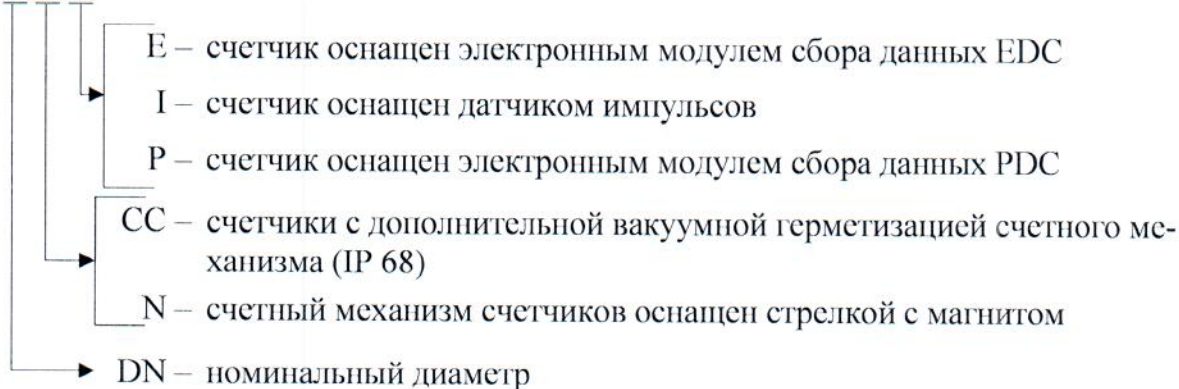 E – счетчик оснащен электронным модулем сбора данных EDC
I – счетчик оснащен датчиком импульсов
P – счетчик оснащен электронным модулем сбора данных PDC
CC – счетчики с дополнительной вакуумной герметизацией счетного ме-
ханизма (IP 68)
N – счетный механизм счетчиков оснащен стрелкой с магнитом
DN – номинальный диаметр